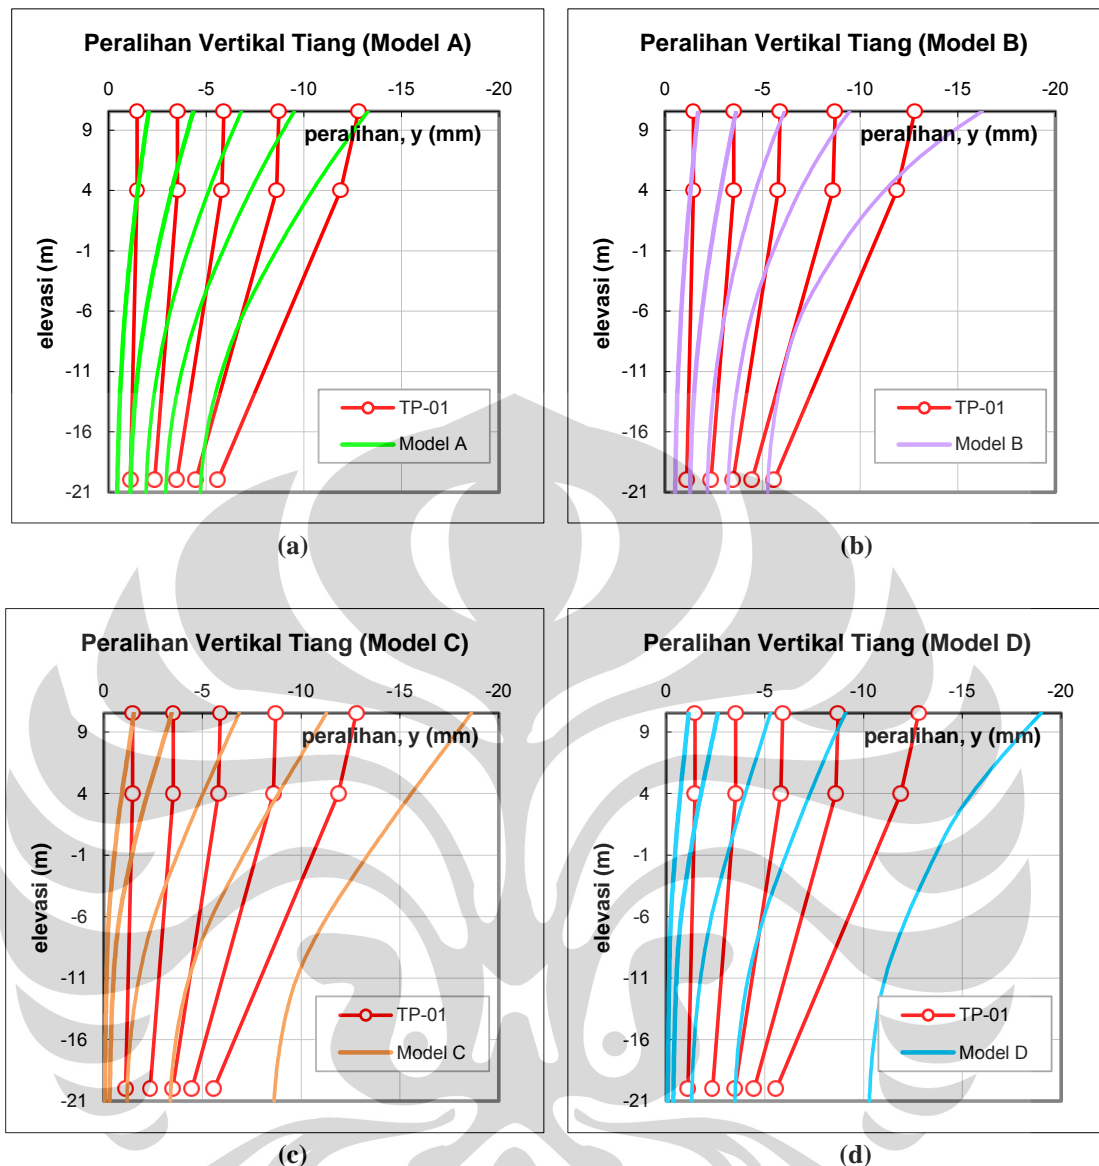 Peralihan Vertikal Tiang (Model A)
0 -5 -10 -15 -20
peralihan, y (mm)
elevasi (m)
9
4
-1
-6
-11
-16
-21
TP-01
Model A
(a)
Peralihan Vertikal Tiang (Model B)
0 -5 -10 -15 -20
peralihan, y (mm)
elevasi (m)
9
4
-1
-6
-11
-16
-21
TP-01
Model B
(b)
Peralihan Vertikal Tiang (Model C)
0 -5 -10 -15 -20
peralihan, y (mm)
elevasi (m)
9
4
-1
-6
-11
-16
-21
TP-01
Model C
(c)
Peralihan Vertikal Tiang (Model D)
0 -5 -10 -15 -20
peralihan, y (mm)
elevasi (m)
9
4
-1
-6
-11
-16
-21
TP-01
Model D
(d)